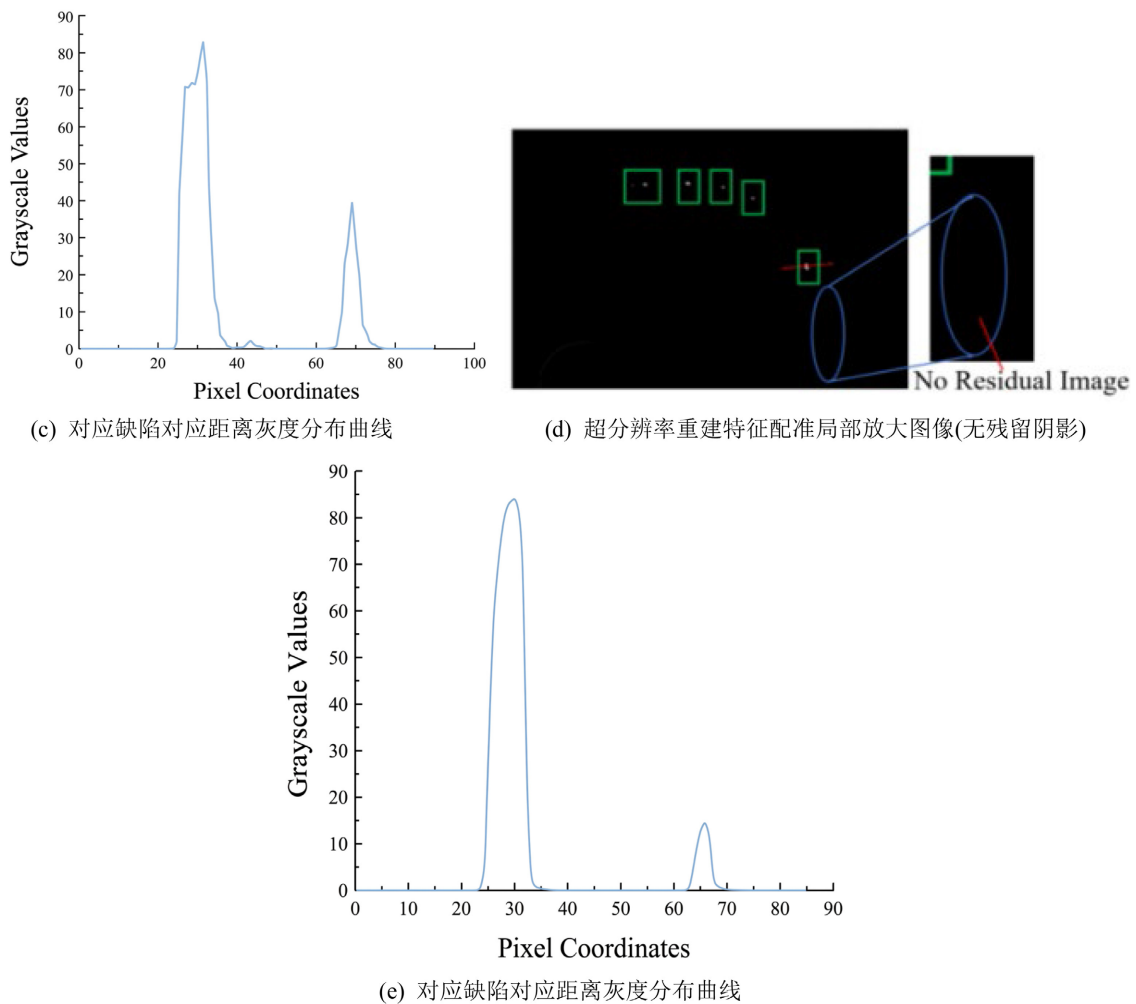 90
80
70
60
50
40
30
20
10
0
Grayscale Values
0 20 40 60 80 100
Pixel Coordinates
No Residual Image
(c) 对应缺陷对应距离灰度分布曲线
(d) 超分辨率重建特征配准局部放大图像(无残留阴影)
90
80
70
60
50
40
30
20
10
0
Grayscale Values
0 10 20 30 40 50 60 70 80 90
Pixel Coordinates
(e) 对应缺陷对应距离灰度分布曲线